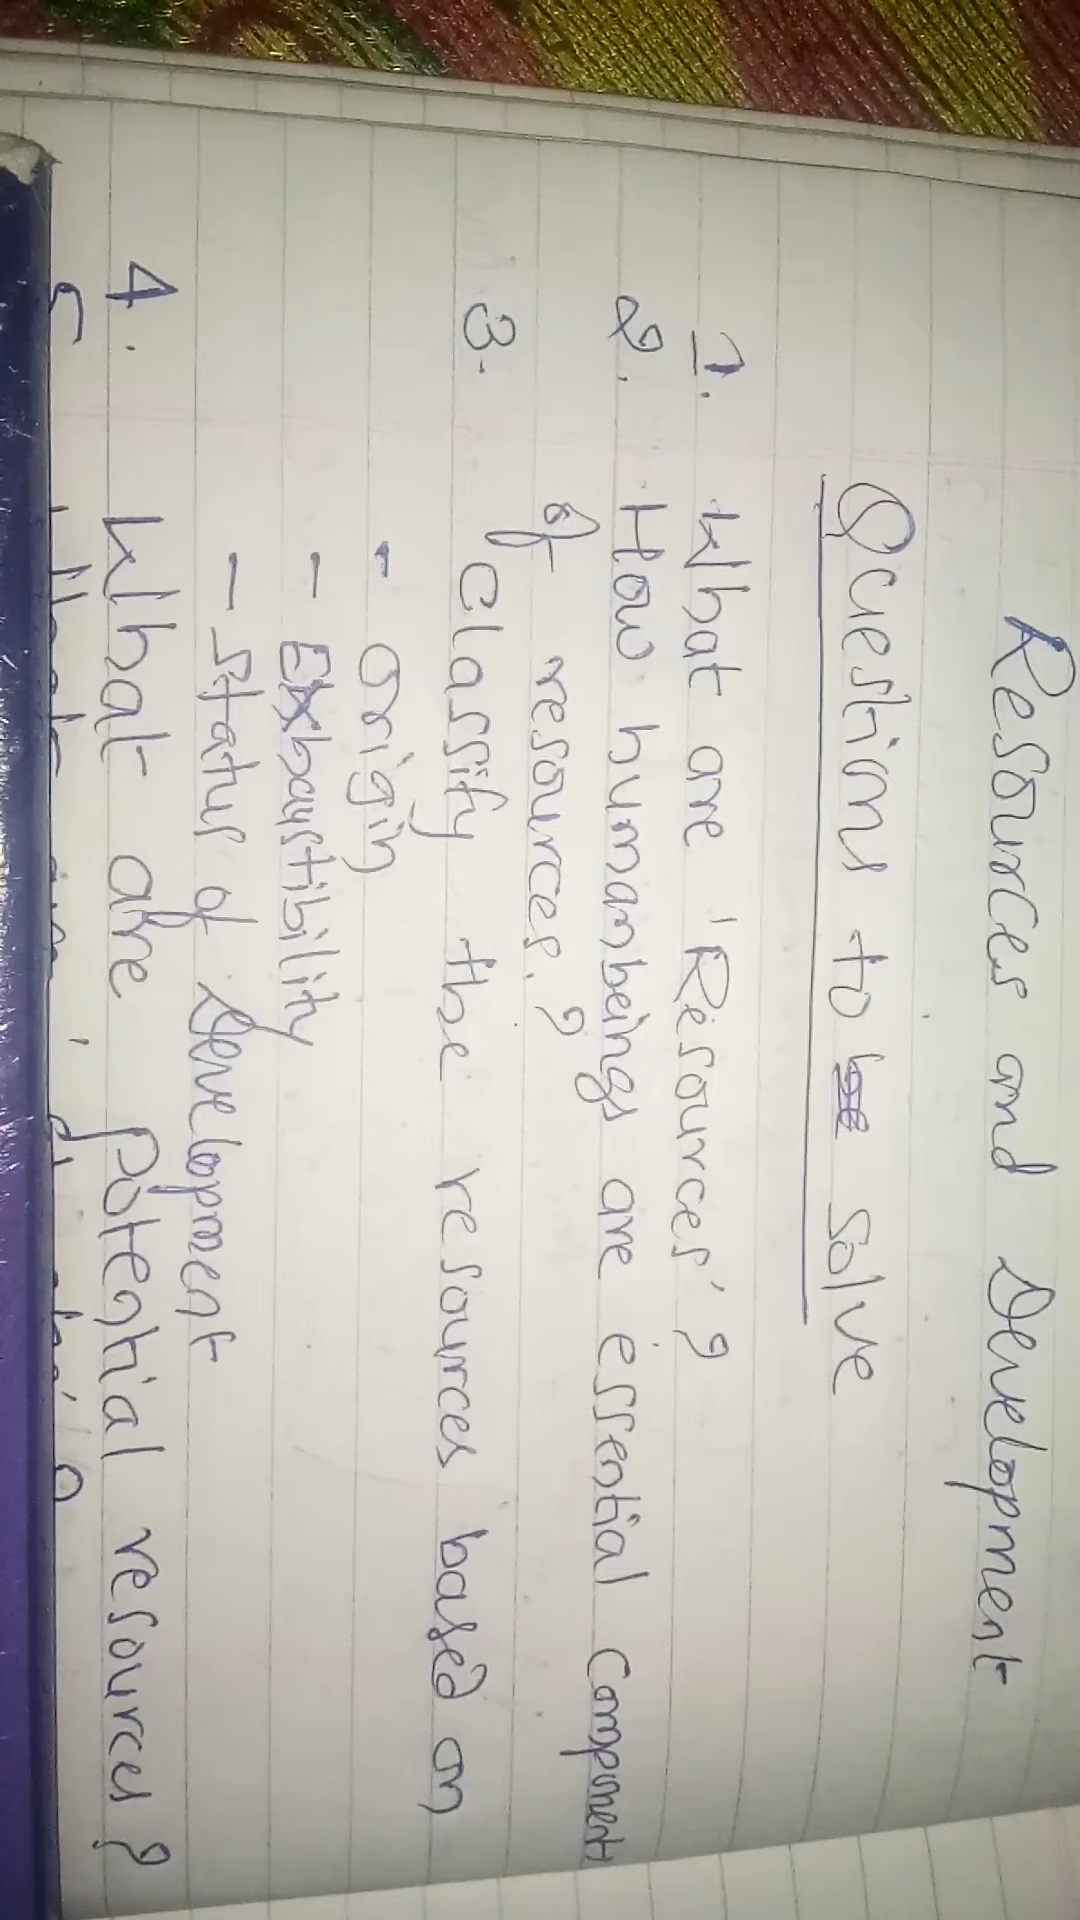 Resources and Development
Questions to solve
1. What are 'Resources'?
2. How humanbeings are essential Component
of resources.?
3. classify the resources based on
- origin
- Exhaustibility
- Status of Development
4. What are potential resources?
5